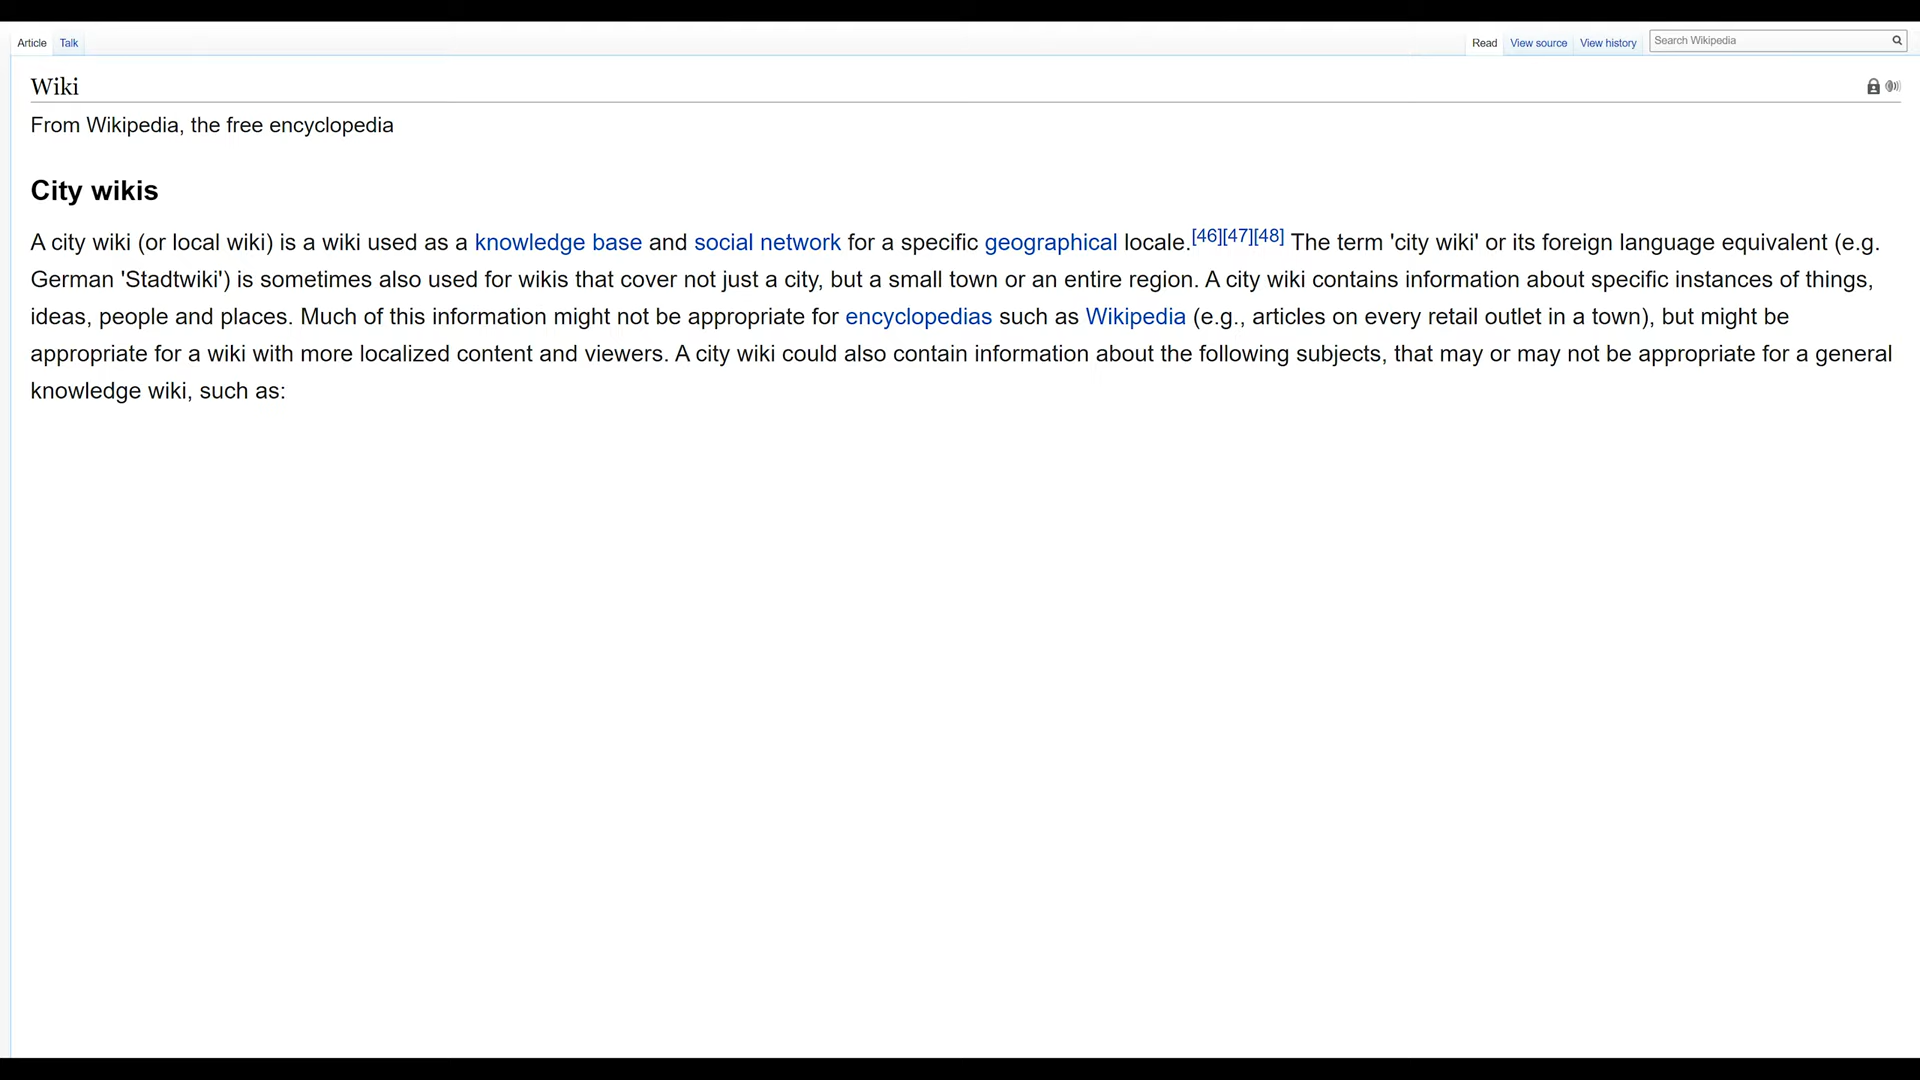 Article Talk Read View source View history Search Wikipedia
Wiki
From Wikipedia, the free encyclopedia
City wikis
A city wiki (or local wiki) is a wiki used as a knowledge base and social network for a specific geographical locale.[46][47][48] The term 'city wiki' or its foreign language equivalent (e.g.
German 'Stadtwiki') is sometimes also used for wikis that cover not just a city, but a small town or an entire region. A city wiki contains information about specific instances of things,
ideas, people and places. Much of this information might not be appropriate for encyclopedias such as Wikipedia (e.g., articles on every retail outlet in a town), but might be
appropriate for a wiki with more localized content and viewers. A city wiki could also contain information about the following subjects, that may or may not be appropriate for a general
knowledge wiki, such as: